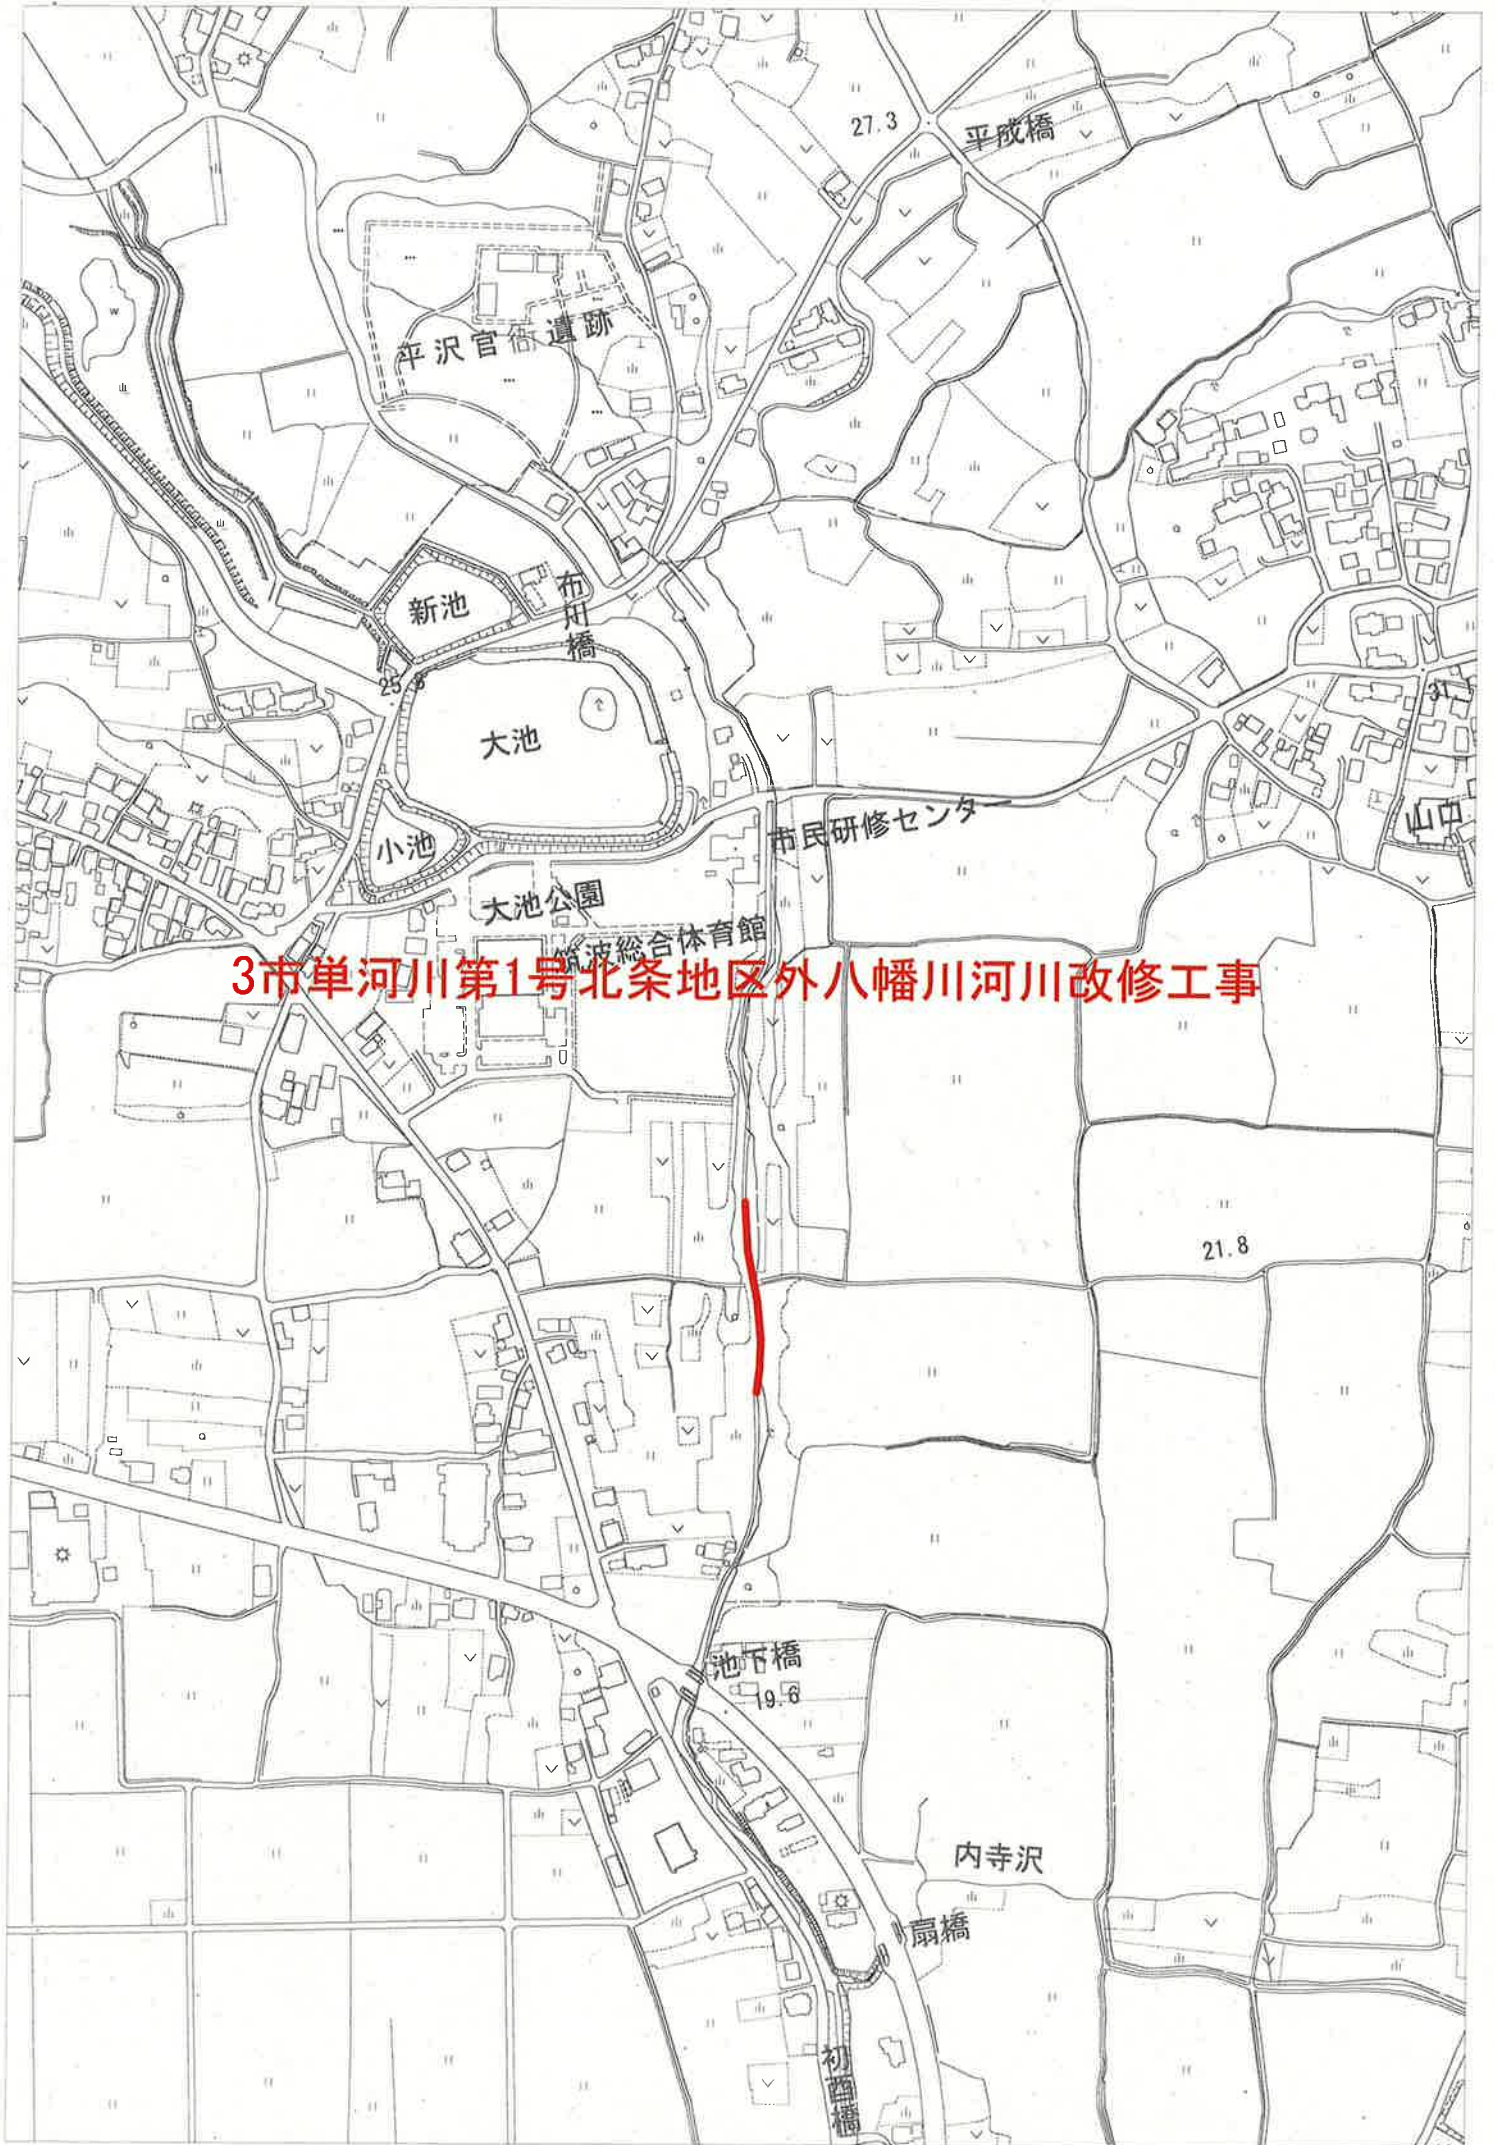 27.3
平成橋
平沢官衙遺跡
新池
布川橋
大池
31.
小池
市民研修センター
山口
大池公園
筑波総合体育館
3市単河川第1号北条地区外八幡川河川改修工事
21.8
池下橋
19.6
内寺沢
扇橋
初酉橋